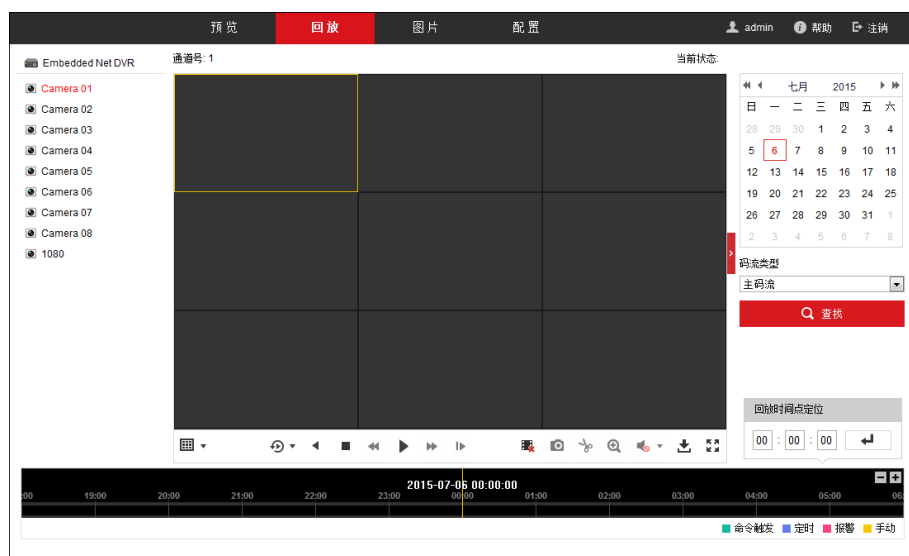 预览 回放 图片 配置 admin 帮助 注销
Embedded Net DVR
通道号: 1 当前状态:
Camera 01
Camera 02
Camera 03
Camera 04
Camera 05
Camera 06
Camera 07
Camera 08
1080
七月 2015
日 一 二 三 四 五 六
28 29 30 1 2 3 4
5 6 7 8 9 10 11
12 13 14 15 16 17 18
19 20 21 22 23 24 25
26 27 28 29 30 31 1
2 3 4 5 6 7 8
码流类型
主码流
查找
回放时间点定位
00 : 00 : 00
2015-07-06 00:00:00
:00 19:00 20:00 21:00 22:00 23:00 00:00 01:00 02:00 03:00 04:00 05:00 06:
命令触发 定时 报警 手动